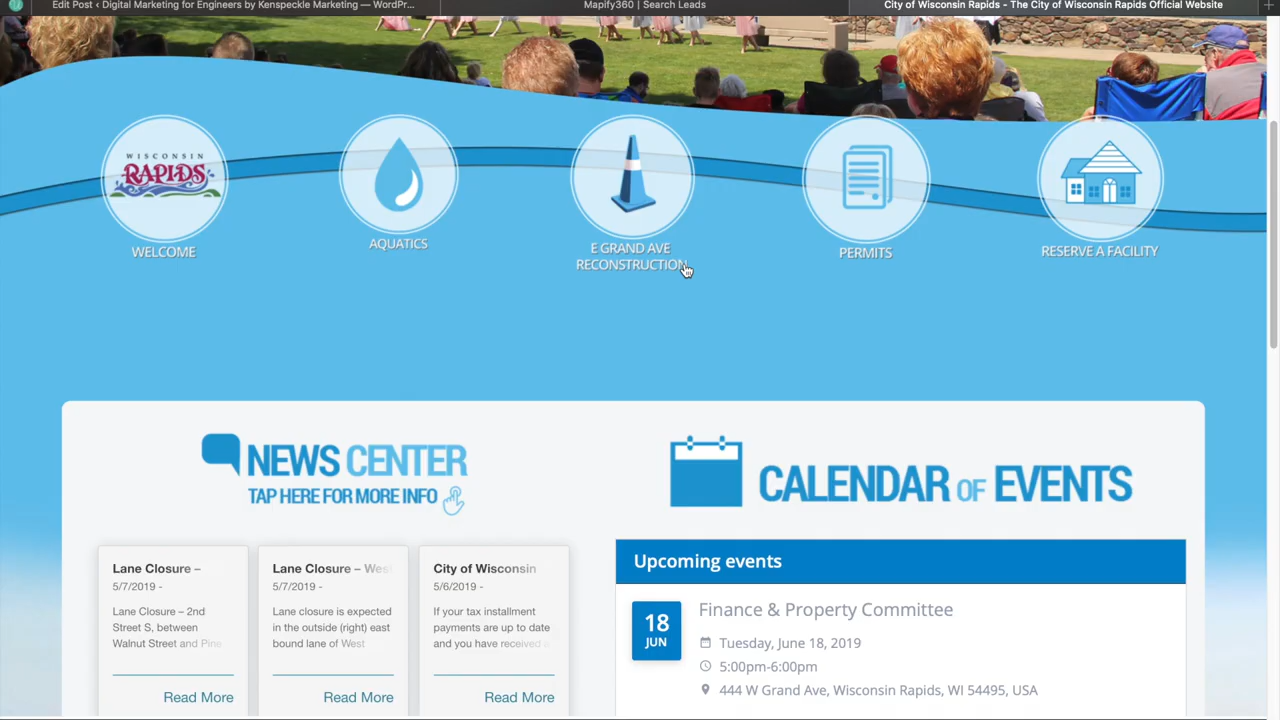 Edit Post ‹ Digital Marketing for Engineers by Kenspeckle Marketing — WordPr...
Mapify360 | Search Leads
City of Wisconsin Rapids - The City of Wisconsin Rapids Official Website
WISCONSIN
RAPIDS
WELCOME
AQUATICS
E GRAND AVE
RECONSTRUCTION
PERMITS
RESERVE A FACILITY
NEWS CENTER
TAP HERE FOR MORE INFO
CALENDAR OF EVENTS
Lane Closure –
5/7/2019 -
Lane Closure – 2nd
Street S, between
Walnut Street and Pine
Read More
Lane Closure – Wes
5/7/2019 -
Lane closure is expected
in the outside (right) east
bound lane of West
Read More
City of Wisconsin
5/6/2019 -
If your tax installment
payments are up to date
and you have received a
Read More
Upcoming events
18
JUN
Finance & Property Committee
Tuesday, June 18, 2019
5:00pm-6:00pm
444 W Grand Ave, Wisconsin Rapids, WI 54495, USA